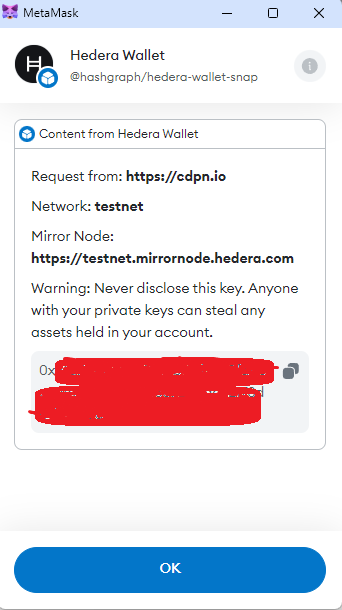 MetaMask
Hedera Wallet
@hashgraph/hedera-wallet-snap
Content from Hedera Wallet
Request from: https://cdpn.io
Network: testnet
Mirror Node:
https://testnet.mirrornode.hedera.com
Warning: Never disclose this key. Anyone
with your private keys can steal any
assets held in your account.
0x
OK